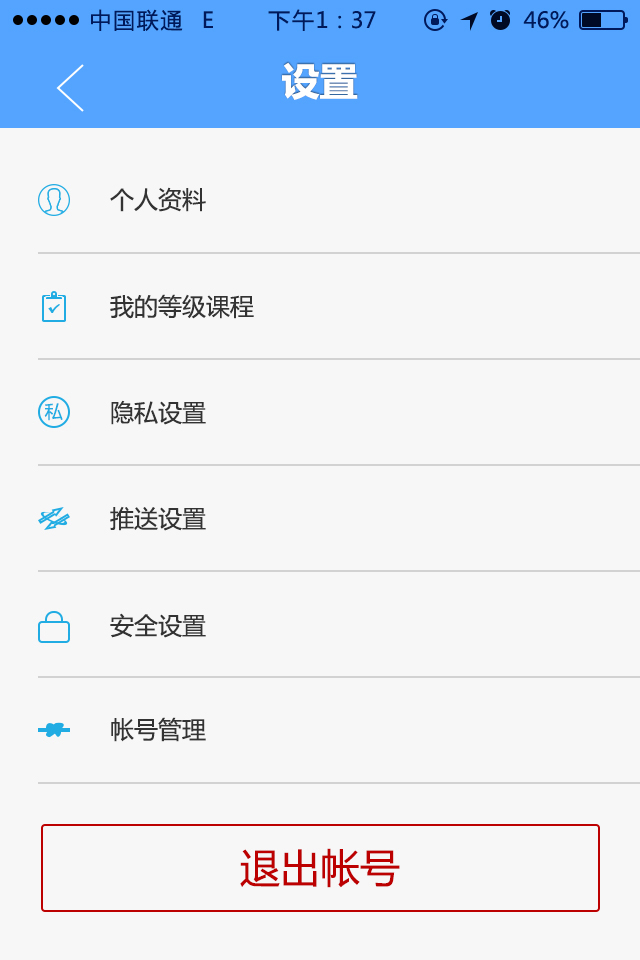 中国联通 E 下午1：37 46%
设置
个人资料
我的等级课程
私 隐私设置
推送设置
安全设置
帐号管理
退出帐号